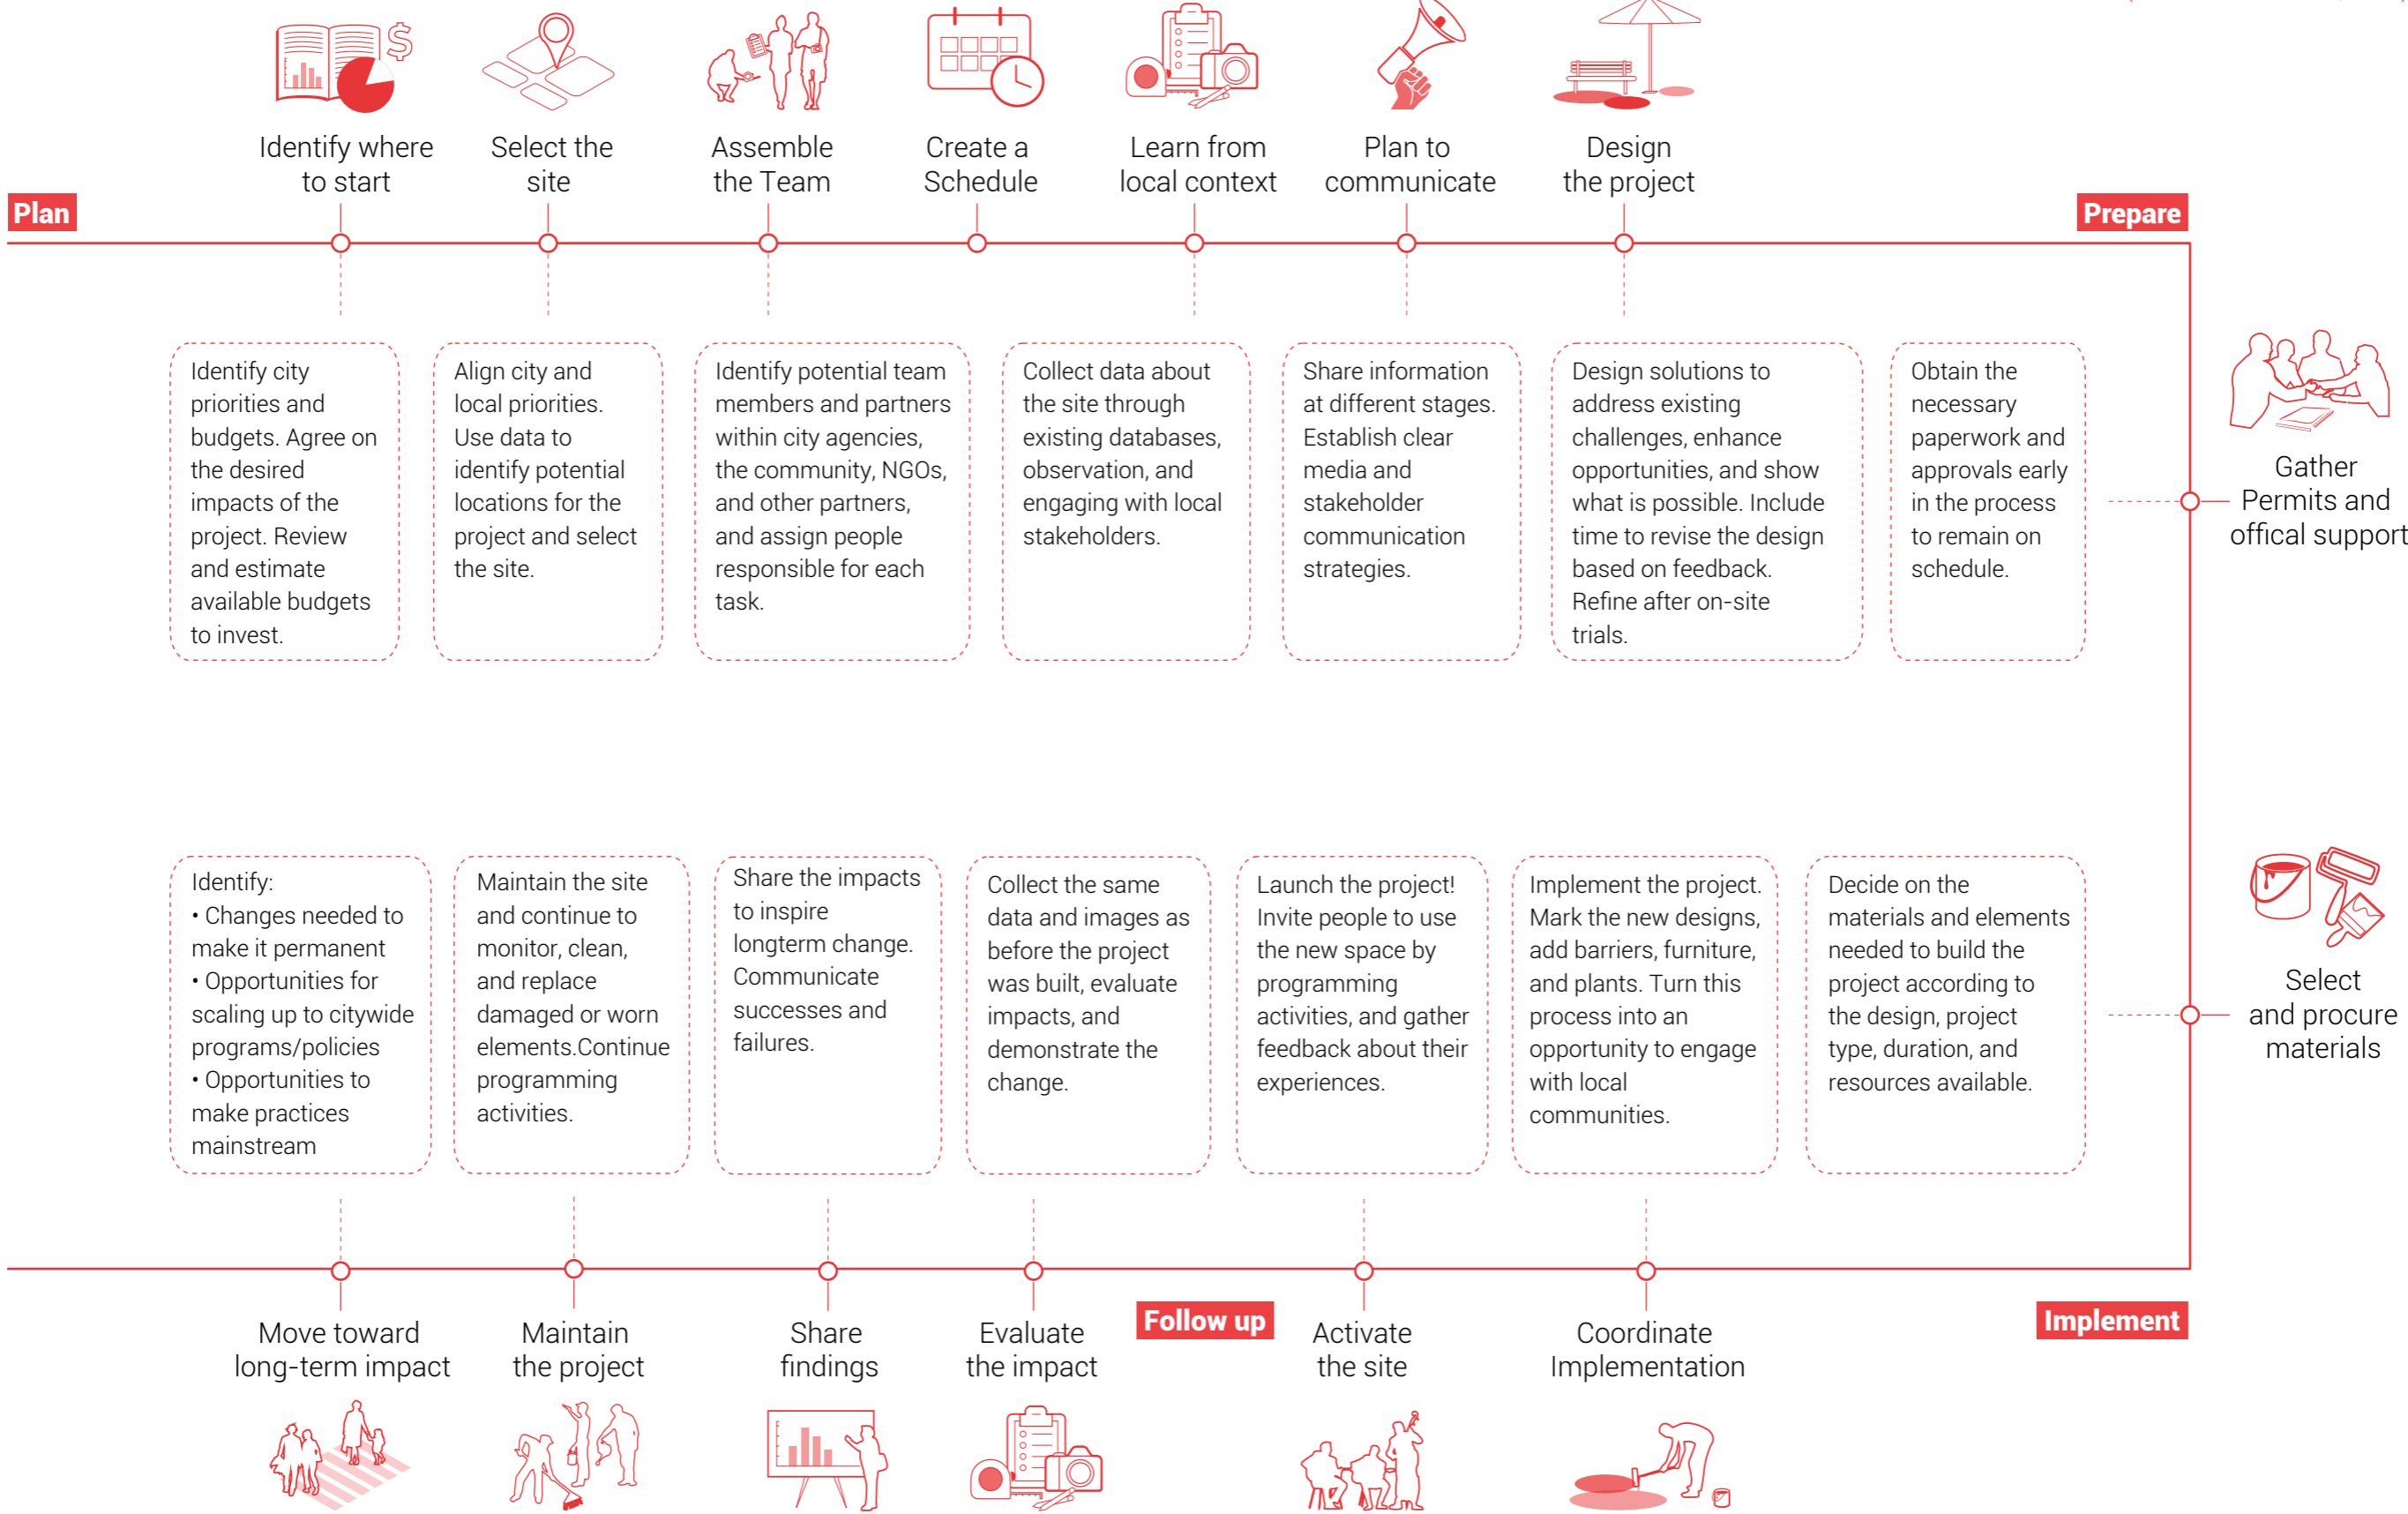 Identify where
to start
Select the
site
Assemble
the Team
Create a
Schedule
Learn from
local context
Plan to
communicate
Design
the project
Plan
Prepare
Identify city
priorities and
budgets. Agree on
the desired
impacts of the
project. Review
and estimate
available budgets
to invest.
Align city and
local priorities.
Use data to
identify potential
locations for the
project and select
the site.
Identify potential team
members and partners
within city agencies,
the community, NGOs,
and other partners,
and assign people
responsible for each
task.
Collect data about
the site through
existing databases,
observation, and
engaging with local
stakeholders.
Share information
at different stages.
Establish clear
media and
stakeholder
communication
strategies.
Design solutions to
address existing
challenges, enhance
opportunities, and show
what is possible. Include
time to revise the design
based on feedback.
Refine after on-site
trials.
Obtain the
necessary
paperwork and
approvals early
in the process
to remain on
schedule.
Gather
Permits and
offical support
Select
and procure
materials
Decide on the
materials and elements
needed to build the
project according to
the design, project
type, duration, and
resources available.
Implement the project.
Mark the new designs,
add barriers, furniture,
and plants. Turn this
process into an
opportunity to engage
with local
communities.
Launch the project!
Invite people to use
the new space by
programming
activities, and gather
feedback about their
experiences.
Collect the same
data and images as
before the project
was built, evaluate
impacts, and
demonstrate the
change.
Share the impacts
to inspire
longterm change.
Communicate
successes and
failures.
Maintain the site
and continue to
monitor, clean,
and replace
damaged or worn
elements.Continue
programming
activities.
Identify:
• Changes needed to
make it permanent
• Opportunities for
scaling up to citywide
programs/policies
• Opportunities to
make practices
mainstream
Implement
Coordinate
Implementation
Activate
the site
Follow up
Evaluate
the impact
Share
findings
Maintain
the project
Move toward
long-term impact